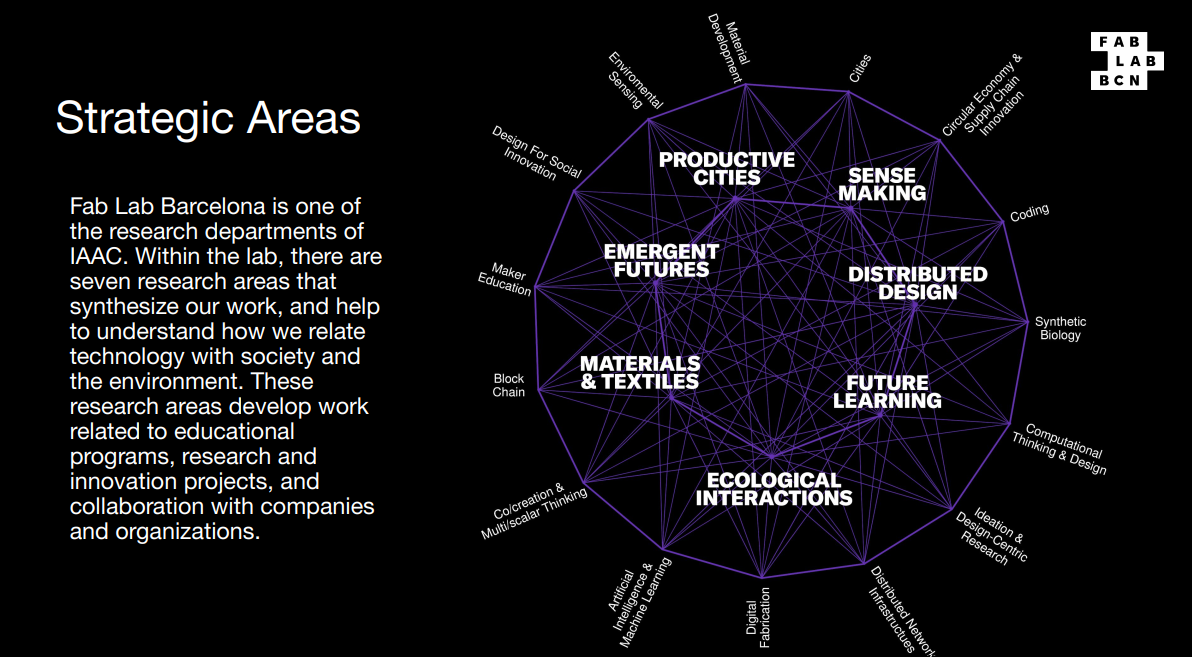 Strategic Areas
Fab Lab Barcelona is one of
the research departments of
IAAC. Within the lab, there are
seven research areas that
synthesize our work, and help
to understand how we relate
technology with society and
the environment. These
research areas develop work
related to educational
programs, research and
innovation projects, and
collaboration with companies
and organizations.
FAB
LAB
BCN
Material
Development
Cities
Circular Economy &
Supply Chain
Innovation
Coding
Synthetic
Biology
Computational
Thinking & Design
Ideation &
Design-Centric
Research
Distributed Network
Infrastructues
Digital
Fabrication
Artificial
Intelligence &
Machine Learning
Co/creation &
Multi/scalar Thinking
Block
Chain
Maker
Education
Design For Social
Innovation
Enviromental
Sensing
PRODUCTIVE
CITIES
SENSE
MAKING
EMERGENT
FUTURES
DISTRIBUTED
DESIGN
MATERIALS
& TEXTILES
FUTURE
LEARNING
ECOLOGICAL
INTERACTIONS